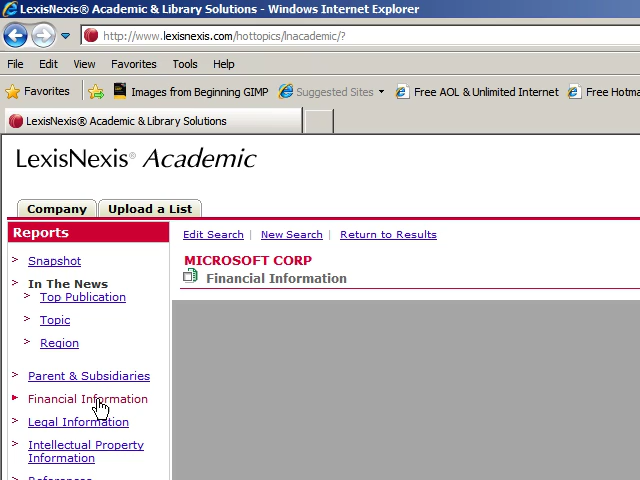 LexisNexis® Academic & Library Solutions - Windows Internet Explorer
http://www.lexisnexis.com/hottopics/lnacademic/?
File Edit View Favorites Tools Help
Favorites Images from Beginning GIMP Suggested Sites Free AOL & Unlimited Internet Free Hotma
LexisNexis® Academic & Library Solutions
LexisNexis® Academic
Company Upload a List
Reports
Edit Search | New Search | Return to Results
MICROSOFT CORP
Financial Information
> Snapshot
> In The News
> Top Publication
> Topic
> Region
> Parent & Subsidiaries
Financial Information
> Legal Information
> Intellectual Property
Information
> References